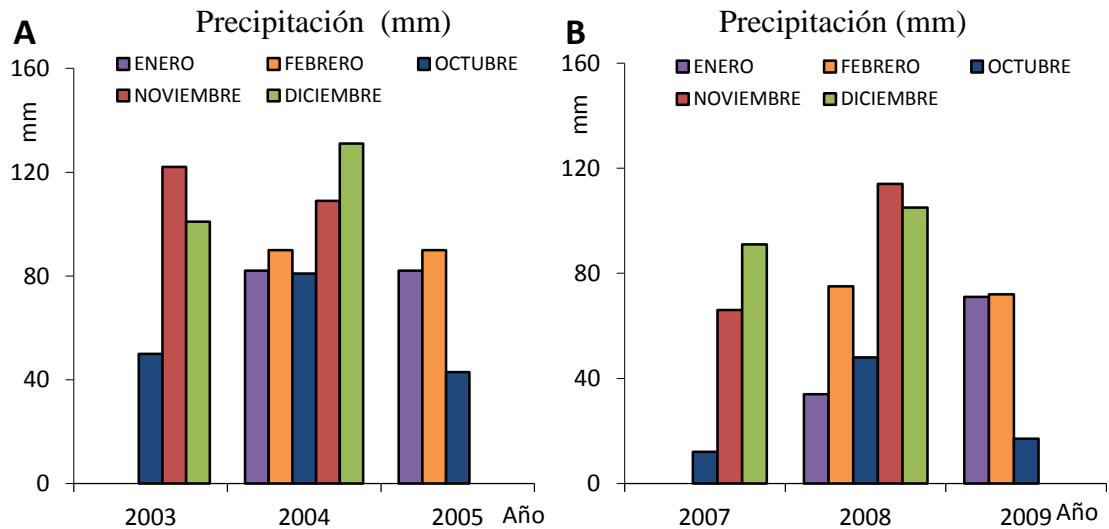 A
Precipitación (mm)
ENERO FEBRERO OCTUBRE
NOVIEMBRE DICIEMBRE
mm
160
120
80
40
0
2003 2004 2005 Año
B
Precipitación (mm)
ENERO FEBRERO OCTUBRE
NOVIEMBRE DICIEMBRE
mm
160
120
80
40
0
2007 2008 2009 Año